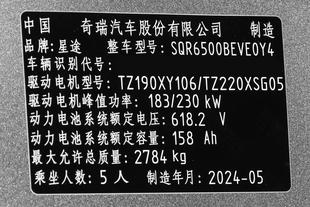 中国 奇瑞汽车股份有限公司 制造
品牌：星途 整车型号：SQR6500BEVE0Y4
车辆识别代号：
驱动电机型号：TZ190XY106/TZ220XSG05
驱动电机峰值功率：183/230 kW
动力电池系统额定电压：618.2 V
动力电池系统额定容量：158 Ah
最大允许总质量：2784 kg
乘坐人数：5 人 制造年月：2024-05